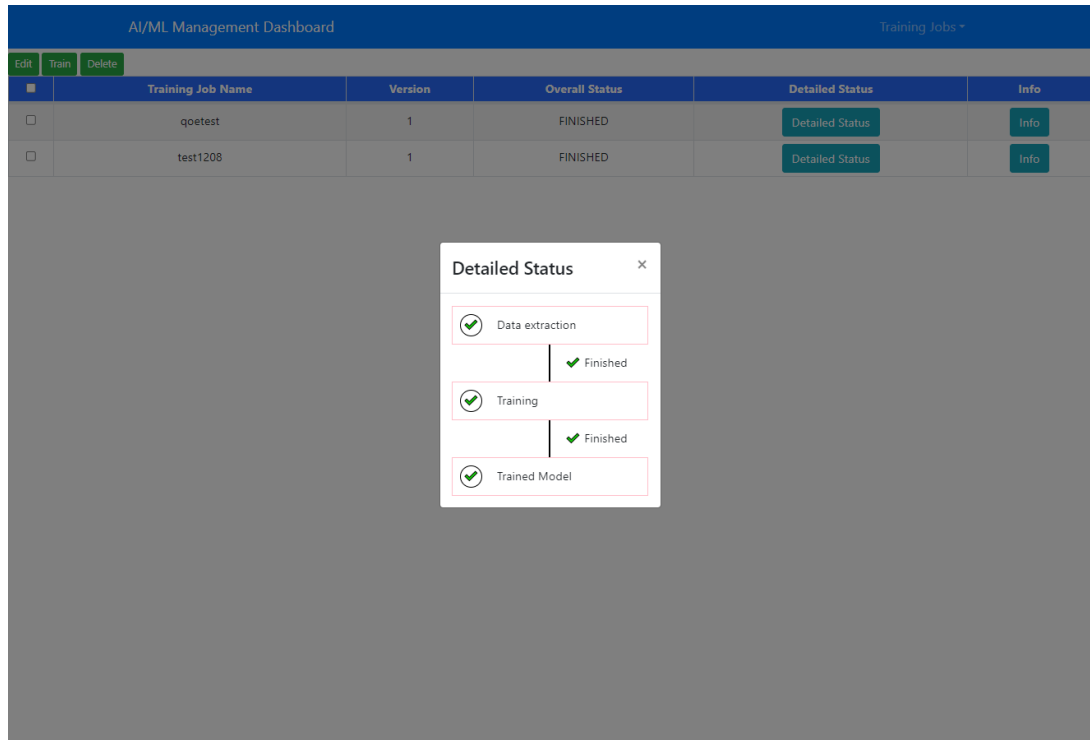 AI/ML Management Dashboard Training Jobs
Edit Train Delete
Training Job Name Version Overall Status Detailed Status Info
qoetest 1 FINISHED Detailed Status Info
test1208 1 FINISHED Detailed Status Info
Detailed Status ×
Data extraction
Finished
Training
Finished
Trained Model